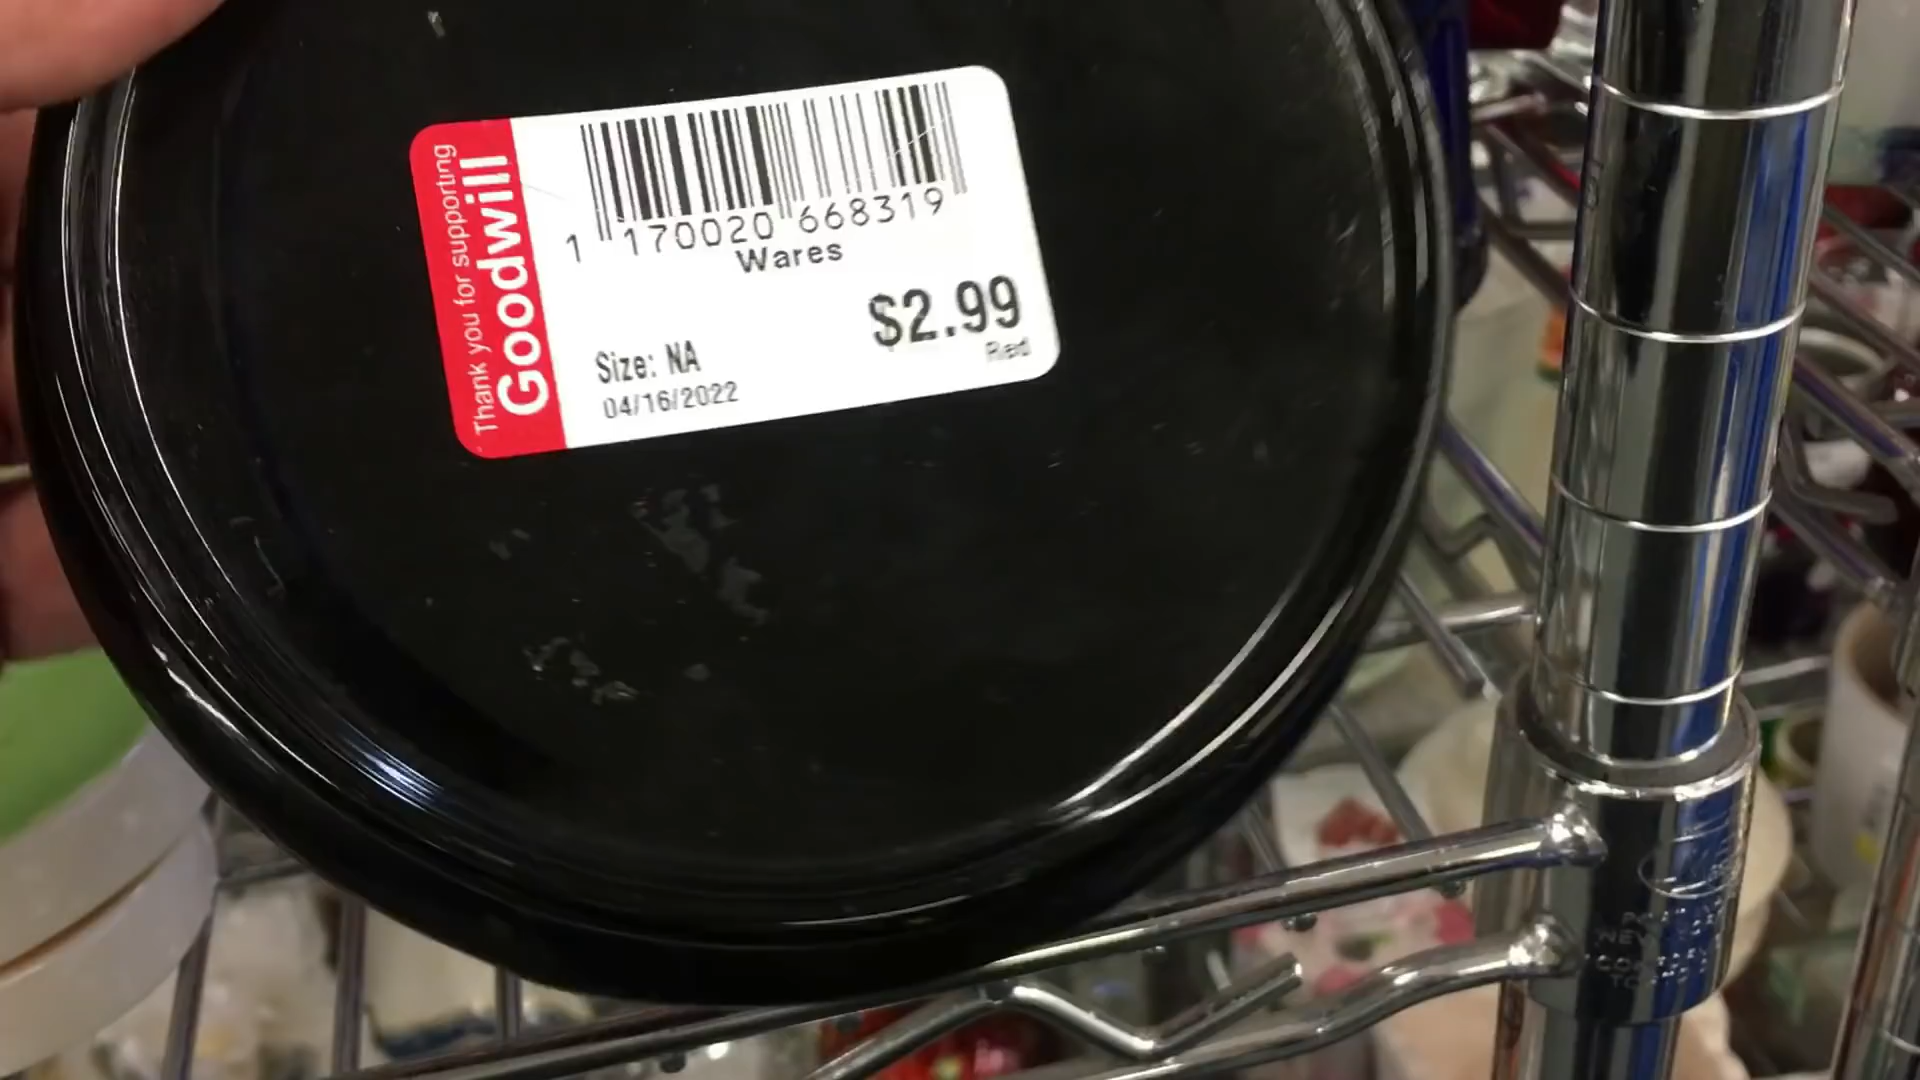 Thank you for supporting
Goodwill
1 170020 668319
Wares
$2.99
Red
Size: NA
04/16/2022